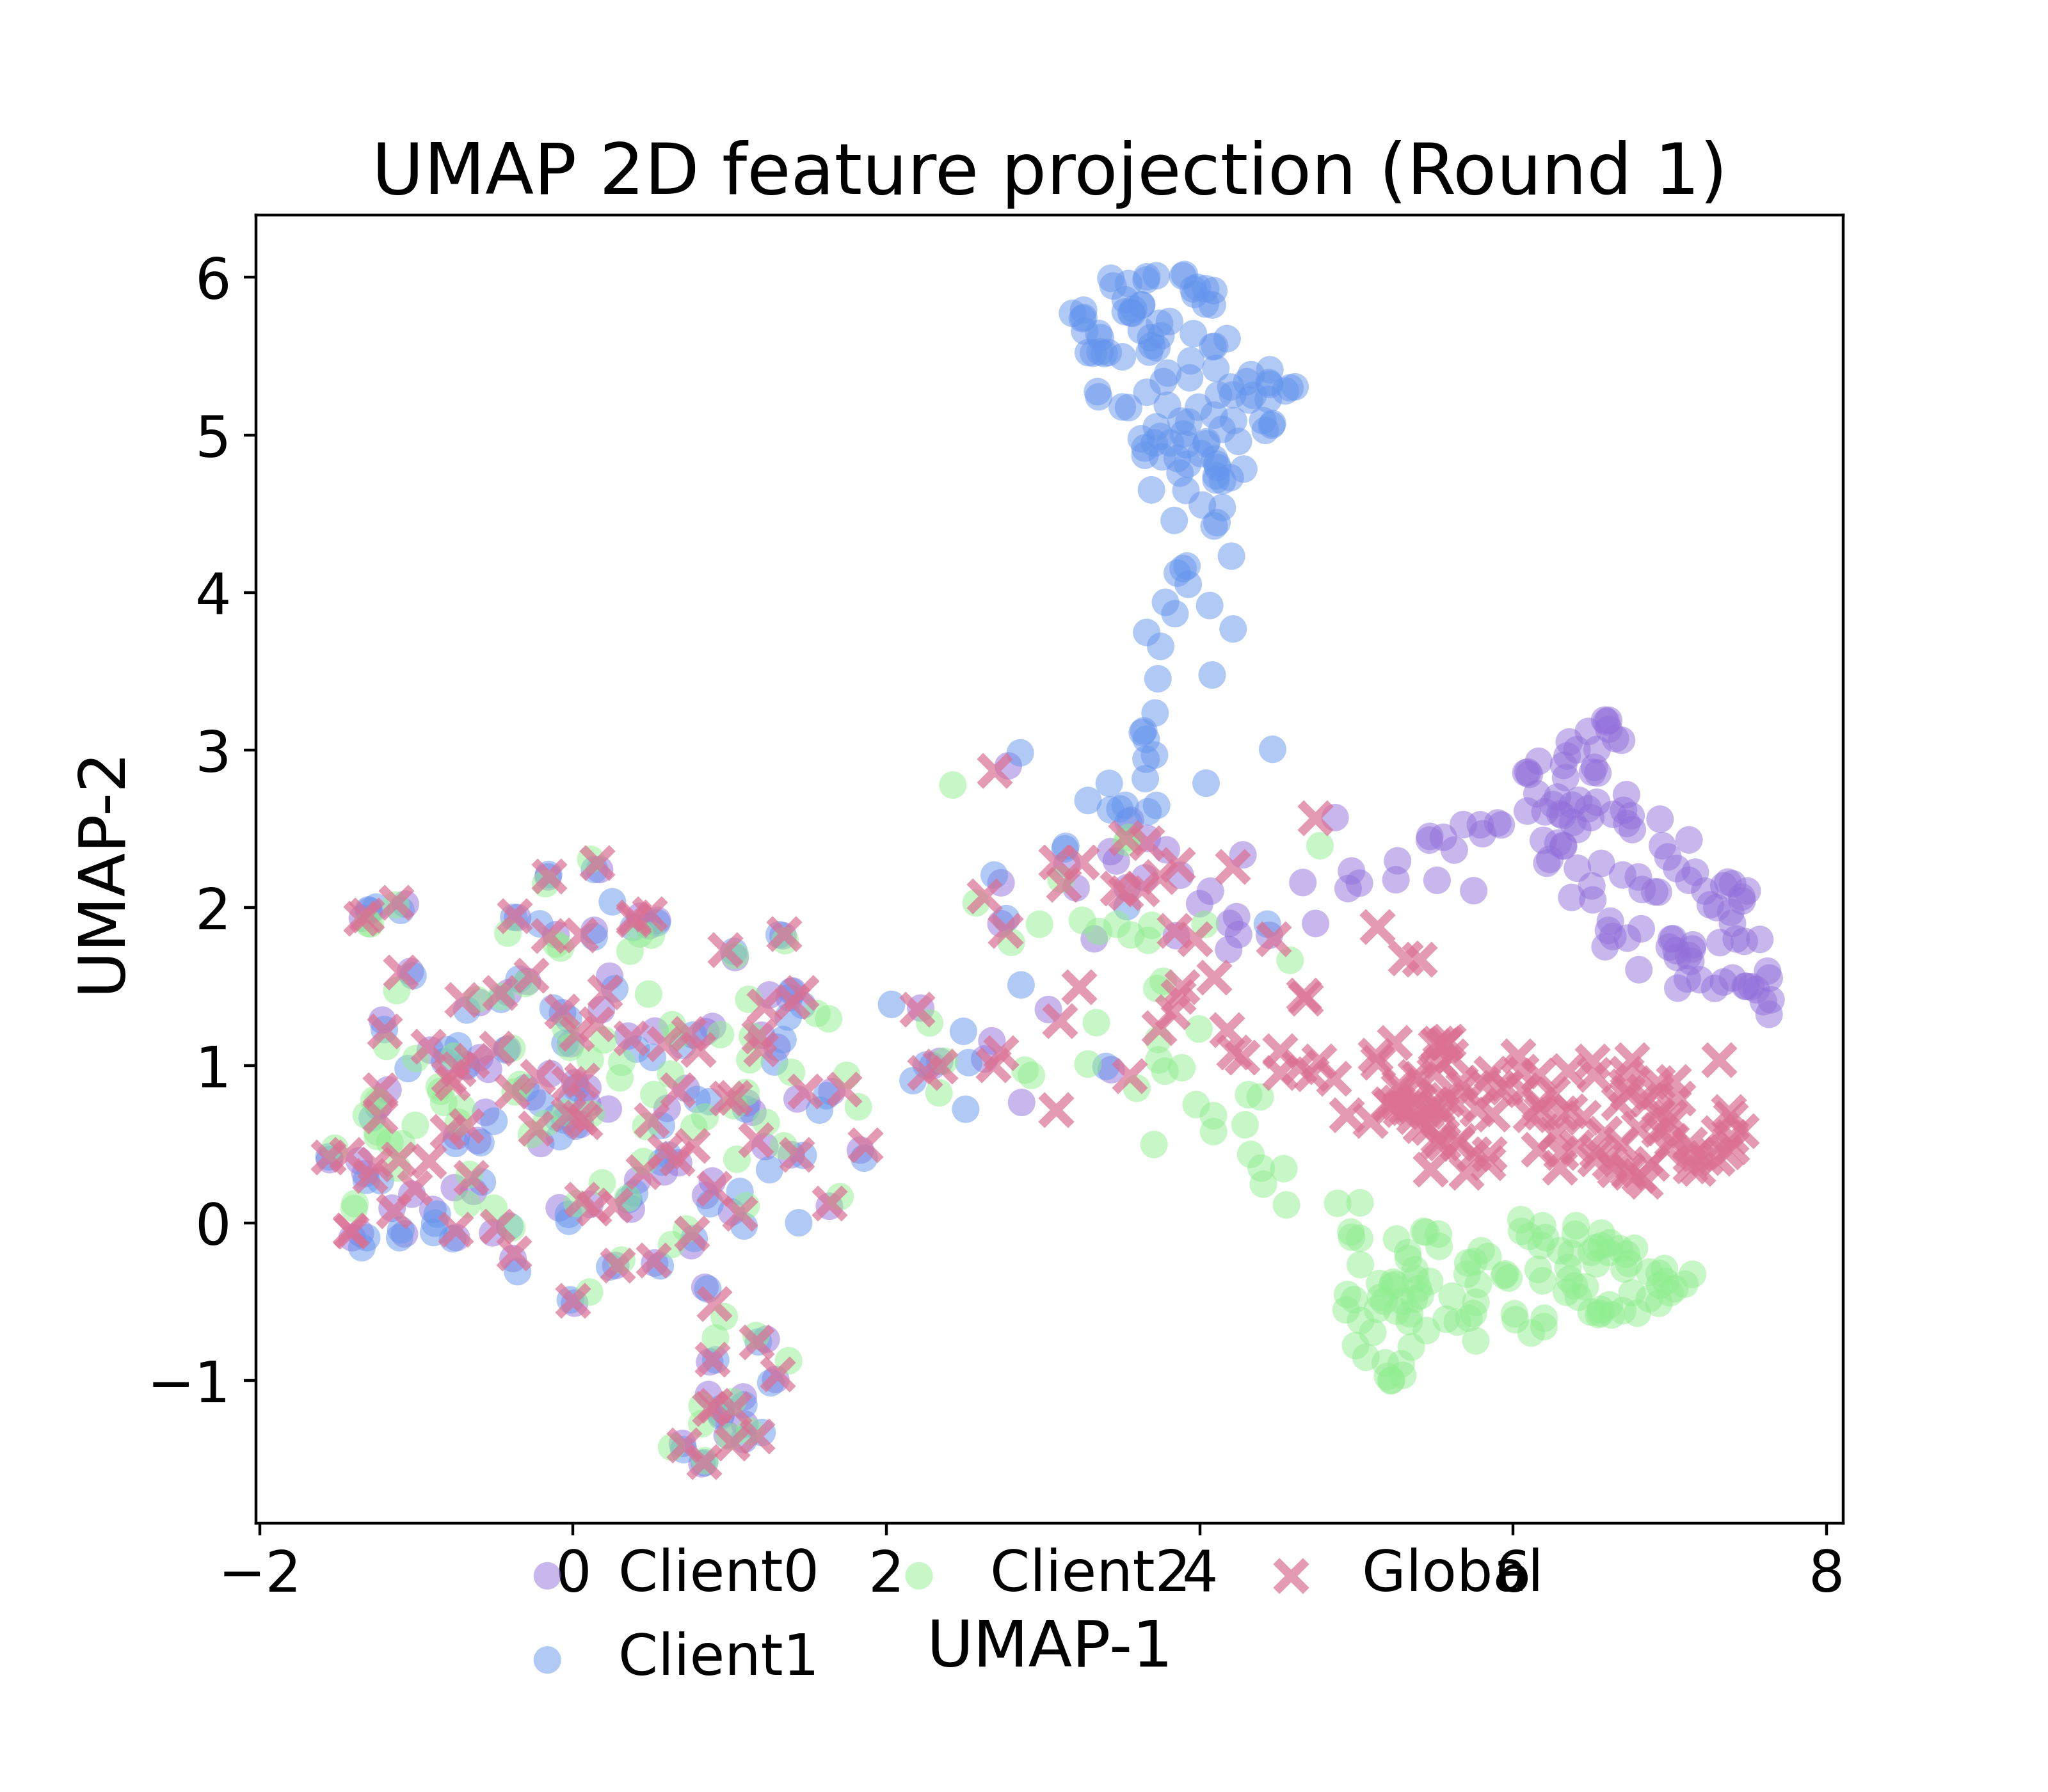 UMAP 2D feature projection (Round 1)
6
5
4
3
2
1
0
−1
UMAP-2
−2 0 2 4 6 8
Client0 Client2 Global
Client1
UMAP-1